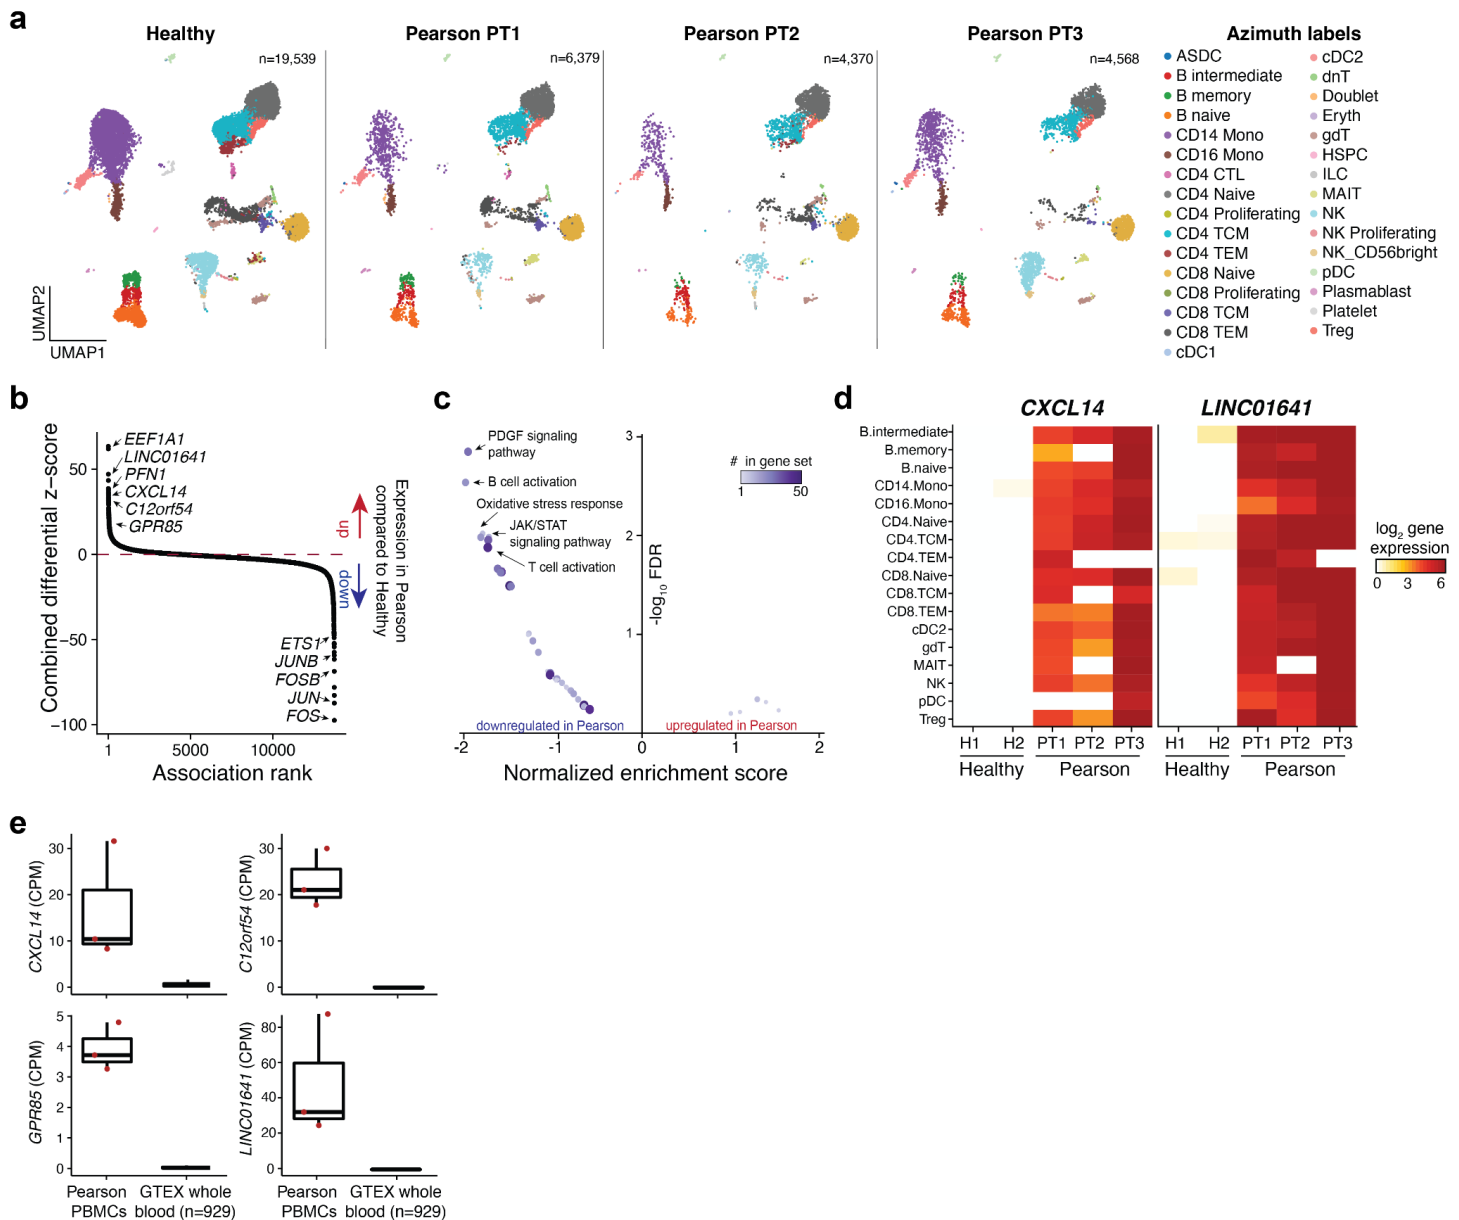 a
Healthy
Pearson PT1
Pearson PT2
Pearson PT3
Azimuth labels
n=19,539
n=6,379
n=4,370
n=4,568
UMAP2
UMAP1
ASDC
B intermediate
B memory
B naive
CD14 Mono
CD16 Mono
CD4 CTL
CD4 Naive
CD4 Proliferating
CD4 TCM
CD4 TEM
CD8 Naive
CD8 Proliferating
CD8 TCM
CD8 TEM
cDC1
cDC2
dnT
Doublet
Eryth
gdT
HSPC
ILC
MAIT
NK
NK Proliferating
NK_CD56bright
pDC
Plasmablast
Platelet
Treg
b
Combined differential z−score
50
0
−50
−100
EEF1A1
LINC01641
PFN1
CXCL14
C12orf54
GPR85
ETS1
JUNB
FOSB
JUN
FOS
up
down
Expression in Pearson
compared to Healthy
1
5000
10000
Association rank
c
PDGF signaling
pathway
B cell activation
Oxidative stress response
JAK/STAT
signaling pathway
T cell activation
# in gene set
1
50
3
2
1
-log10 FDR
downregulated in Pearson
upregulated in Pearson
-2
-1
0
1
2
Normalized enrichment score
d
CXCL14
LINC01641
B.intermediate
B.memory
B.naive
CD14.Mono
CD16.Mono
CD4.Naive
CD4.TCM
CD4.TEM
CD8.Naive
CD8.TCM
CD8.TEM
cDC2
gdT
MAIT
NK
pDC
Treg
H1
H2
PT1
PT2
PT3
H1
H2
PT1
PT2
PT3
Healthy
Pearson
Healthy
Pearson
log2 gene
expression
0
3
6
e
CXCL14 (CPM)
30
20
10
0
C12orf54 (CPM)
30
20
10
0
GPR85 (CPM)
5
4
3
2
1
0
LINC01641 (CPM)
80
60
40
20
0
Pearson
PBMCs
GTEX whole
blood (n=929)
Pearson
PBMCs
GTEX whole
blood (n=929)